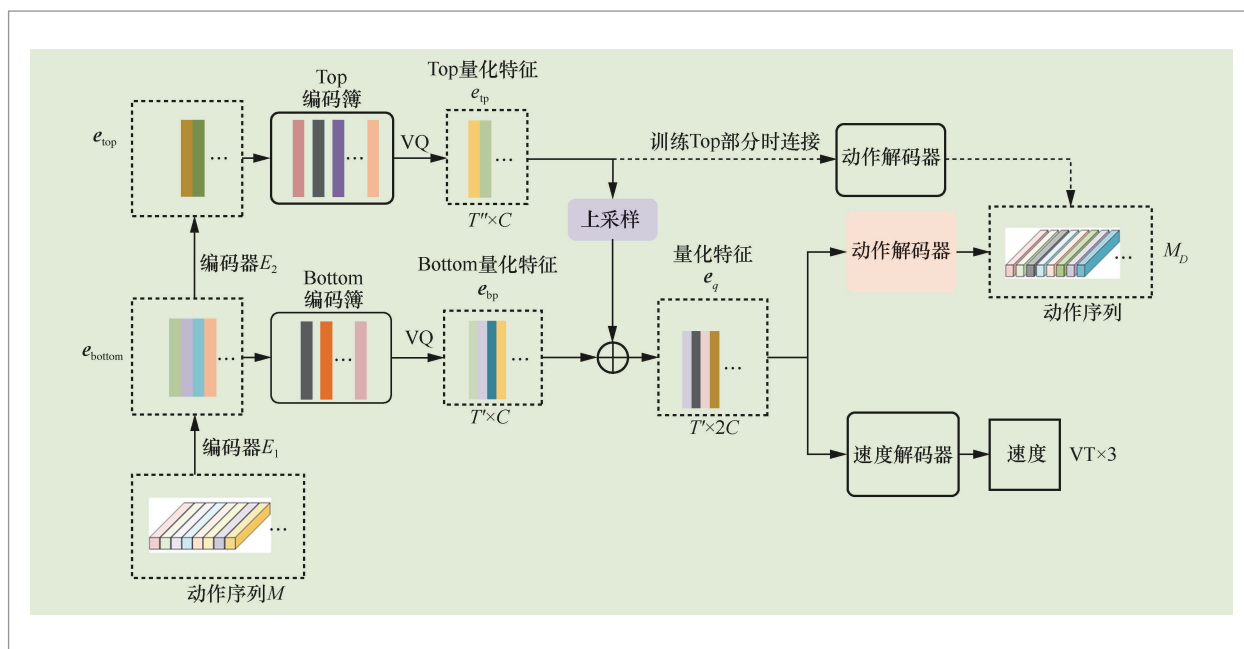 Top
编码簿
Top量化特征
e_tp
e_top
...
...
VQ
...
训练Top部分时连接
动作解码器
T''×C
上采样
编码器E₂
Bottom
编码簿
Bottom量化特征
e_bp
量化特征
e_q
动作解码器
...
M_D
动作序列
e_bottom
...
...
VQ
...
...
T'×C
T'×2C
编码器E₁
速度解码器
速度
VT×3
...
动作序列M